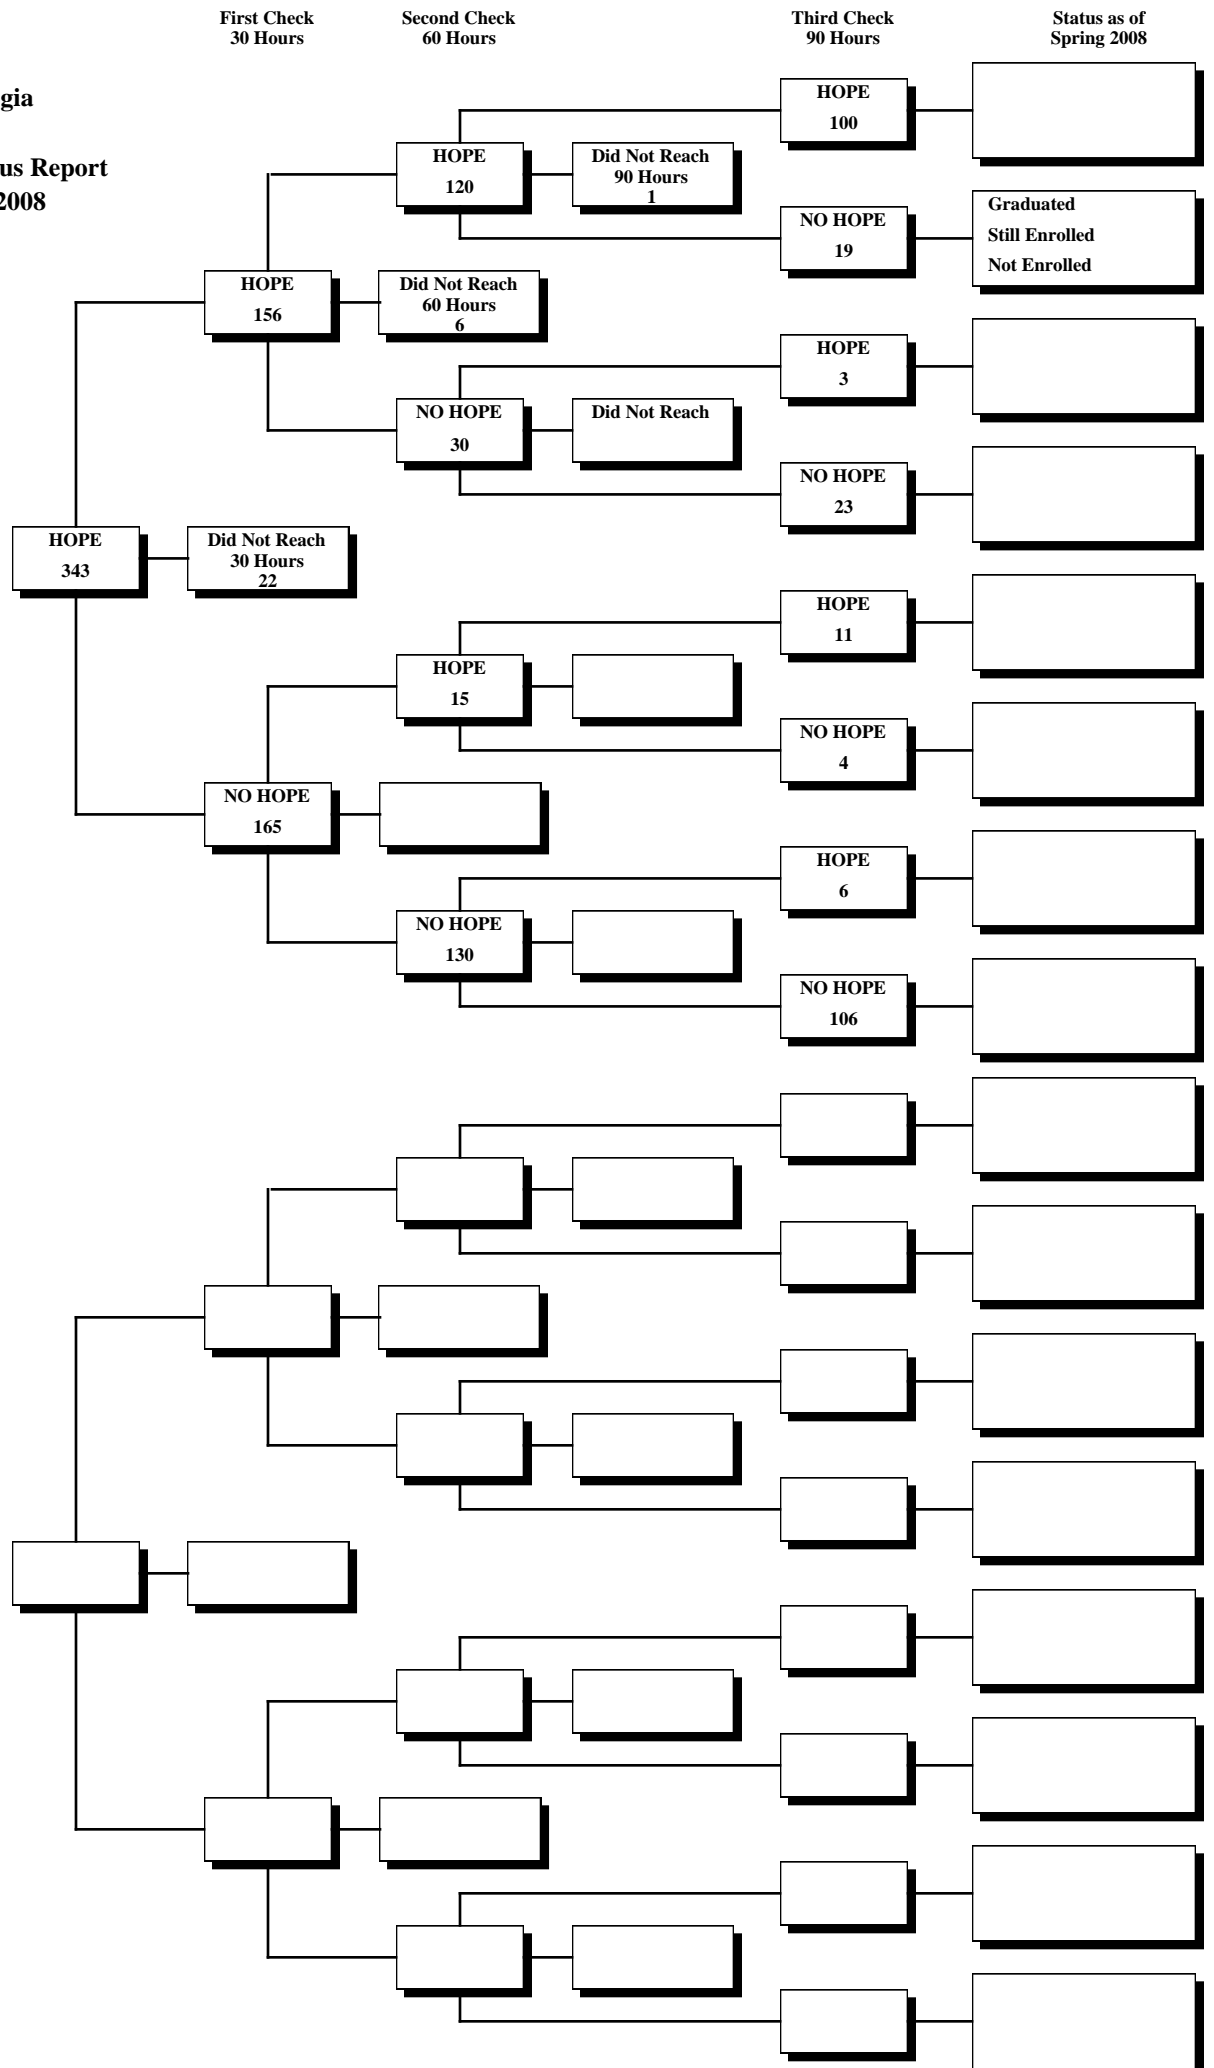 First Check
30 Hours
Second Check
60 Hours
Third Check
90 Hours
Status as of
Spring 2008
gia
us Report
2008
HOPE
100
HOPE
120
Did Not Reach
90 Hours
1
Graduated
Still Enrolled
Not Enrolled
NO HOPE
19
HOPE
156
Did Not Reach
60 Hours
6
HOPE
3
NO HOPE
30
Did Not Reach
NO HOPE
23
HOPE
343
Did Not Reach
30 Hours
22
HOPE
11
HOPE
15
NO HOPE
4
NO HOPE
165
HOPE
6
NO HOPE
130
NO HOPE
106